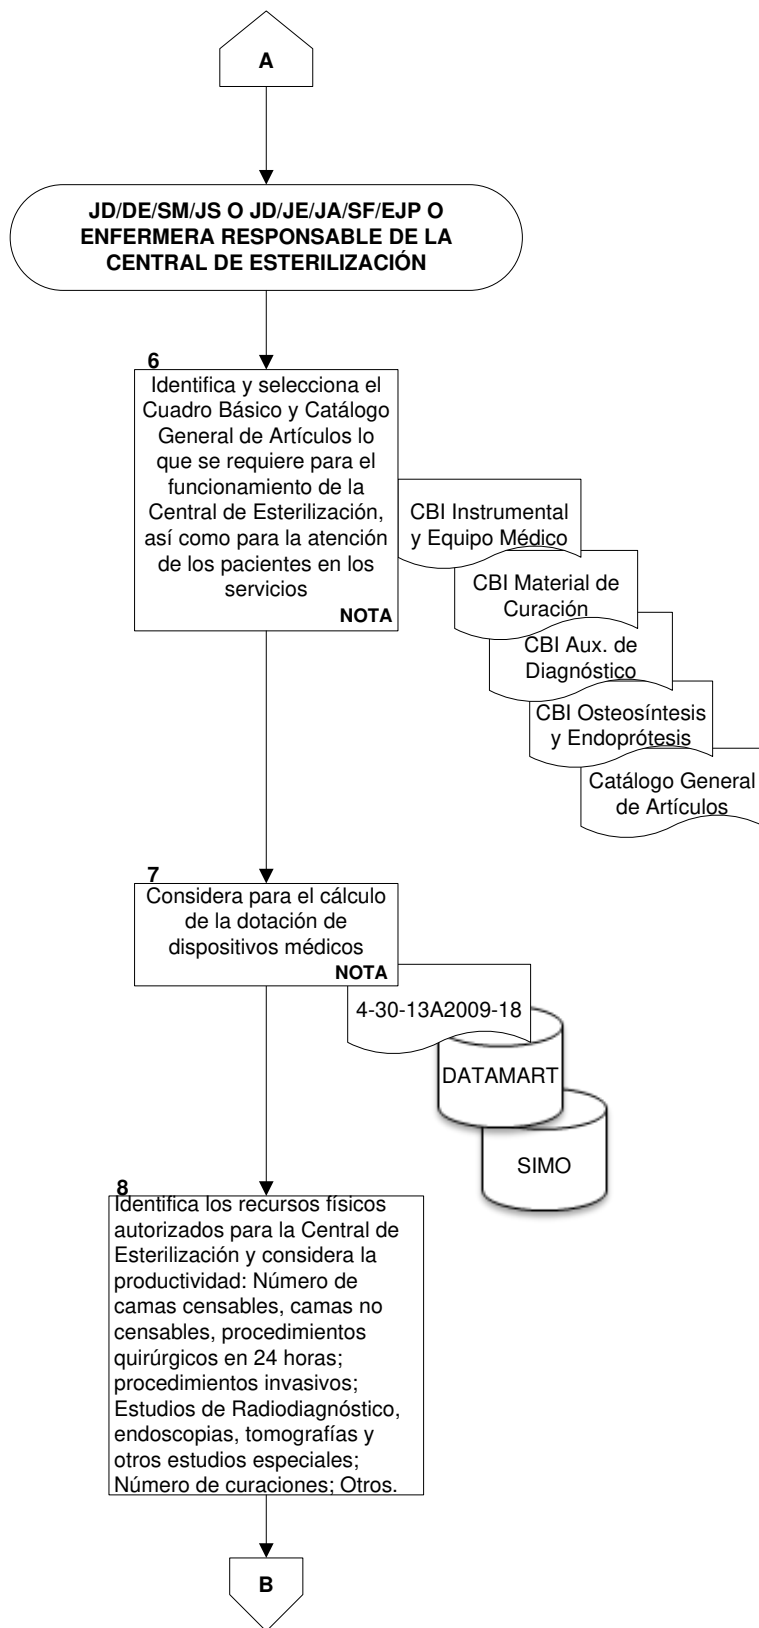 A
JD/DE/SM/JS O JD/JE/JA/SF/EJP O
ENFERMERA RESPONSABLE DE LA
CENTRAL DE ESTERILIZACIÓN
6
Identifica y selecciona el
Cuadro Básico y Catálogo
General de Artículos lo
que se requiere para el
funcionamiento de la
Central de Esterilización,
así como para la atención
de los pacientes en los
servicios
NOTA
CBI Instrumental
y Equipo Médico
CBI Material de
Curación
CBI Aux. de
Diagnóstico
CBI Osteosíntesis
y Endoprótesis
Catálogo General
de Artículos
7
Considera para el cálculo
de la dotación de
dispositivos médicos
NOTA
4-30-13A2009-18
DATAMART
SIMO
8
Identifica los recursos físicos
autorizados para la Central de
Esterilización y considera la
productividad: Número de
camas censables, camas no
censables, procedimientos
quirúrgicos en 24 horas;
procedimientos invasivos;
Estudios de Radiodiagnóstico,
endoscopias, tomografías y
otros estudios especiales;
Número de curaciones; Otros.
B